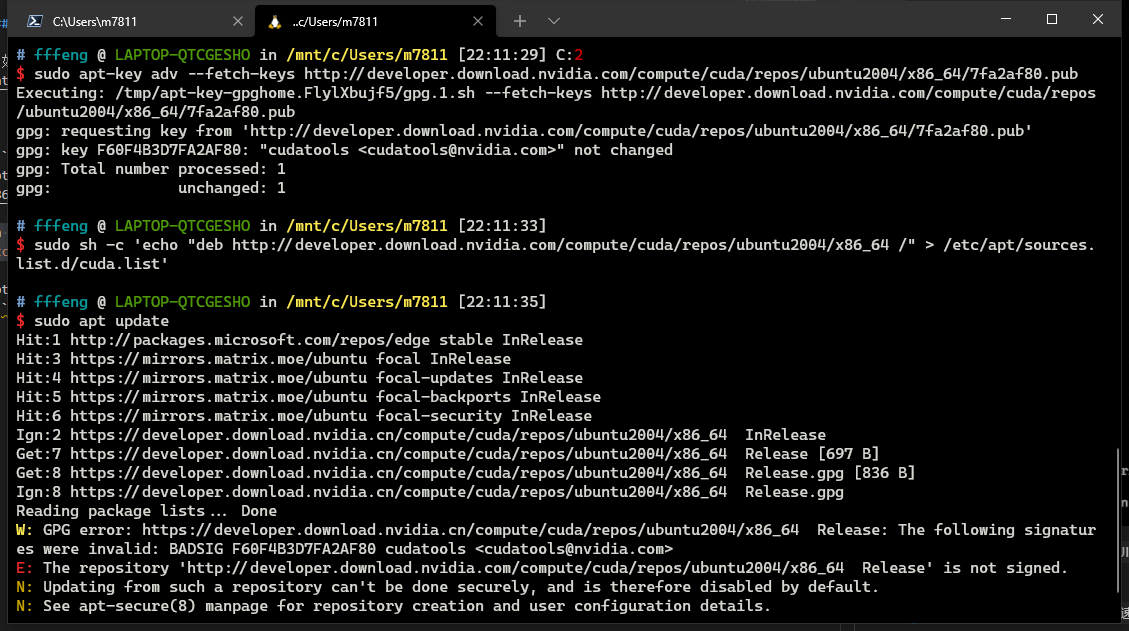 C:\Users\m7811
..c/Users/m7811
# fffeng @ LAPTOP-QTCGESHO in /mnt/c/Users/m7811 [22:11:29] C:2
$ sudo apt-key adv --fetch-keys http://developer.download.nvidia.com/compute/cuda/repos/ubuntu2004/x86_64/7fa2af80.pub
Executing: /tmp/apt-key-gpghome.FlylXbujf5/gpg.1.sh --fetch-keys http://developer.download.nvidia.com/compute/cuda/repos
/ubuntu2004/x86_64/7fa2af80.pub
gpg: requesting key from 'http://developer.download.nvidia.com/compute/cuda/repos/ubuntu2004/x86_64/7fa2af80.pub'
gpg: key F60F4B3D7FA2AF80: "cudatools <cudatools@nvidia.com>" not changed
gpg: Total number processed: 1
gpg:              unchanged: 1
# fffeng @ LAPTOP-QTCGESHO in /mnt/c/Users/m7811 [22:11:33]
$ sudo sh -c 'echo "deb http://developer.download.nvidia.com/compute/cuda/repos/ubuntu2004/x86_64 /" > /etc/apt/sources.
list.d/cuda.list'
# fffeng @ LAPTOP-QTCGESHO in /mnt/c/Users/m7811 [22:11:35]
$ sudo apt update
Hit:1 http://packages.microsoft.com/repos/edge stable InRelease
Hit:3 https://mirrors.matrix.moe/ubuntu focal InRelease
Hit:4 https://mirrors.matrix.moe/ubuntu focal-updates InRelease
Hit:5 https://mirrors.matrix.moe/ubuntu focal-backports InRelease
Hit:6 https://mirrors.matrix.moe/ubuntu focal-security InRelease
Ign:2 https://developer.download.nvidia.cn/compute/cuda/repos/ubuntu2004/x86_64  InRelease
Get:7 https://developer.download.nvidia.cn/compute/cuda/repos/ubuntu2004/x86_64  Release [697 B]
Get:8 https://developer.download.nvidia.cn/compute/cuda/repos/ubuntu2004/x86_64  Release.gpg [836 B]
Ign:8 https://developer.download.nvidia.cn/compute/cuda/repos/ubuntu2004/x86_64  Release.gpg
Reading package lists... Done
W: GPG error: https://developer.download.nvidia.cn/compute/cuda/repos/ubuntu2004/x86_64  Release: The following signatur
es were invalid: BADSIG F60F4B3D7FA2AF80 cudatools <cudatools@nvidia.com>
E: The repository 'http://developer.download.nvidia.com/compute/cuda/repos/ubuntu2004/x86_64  Release' is not signed.
N: Updating from such a repository can't be done securely, and is therefore disabled by default.
N: See apt-secure(8) manpage for repository creation and user configuration details.